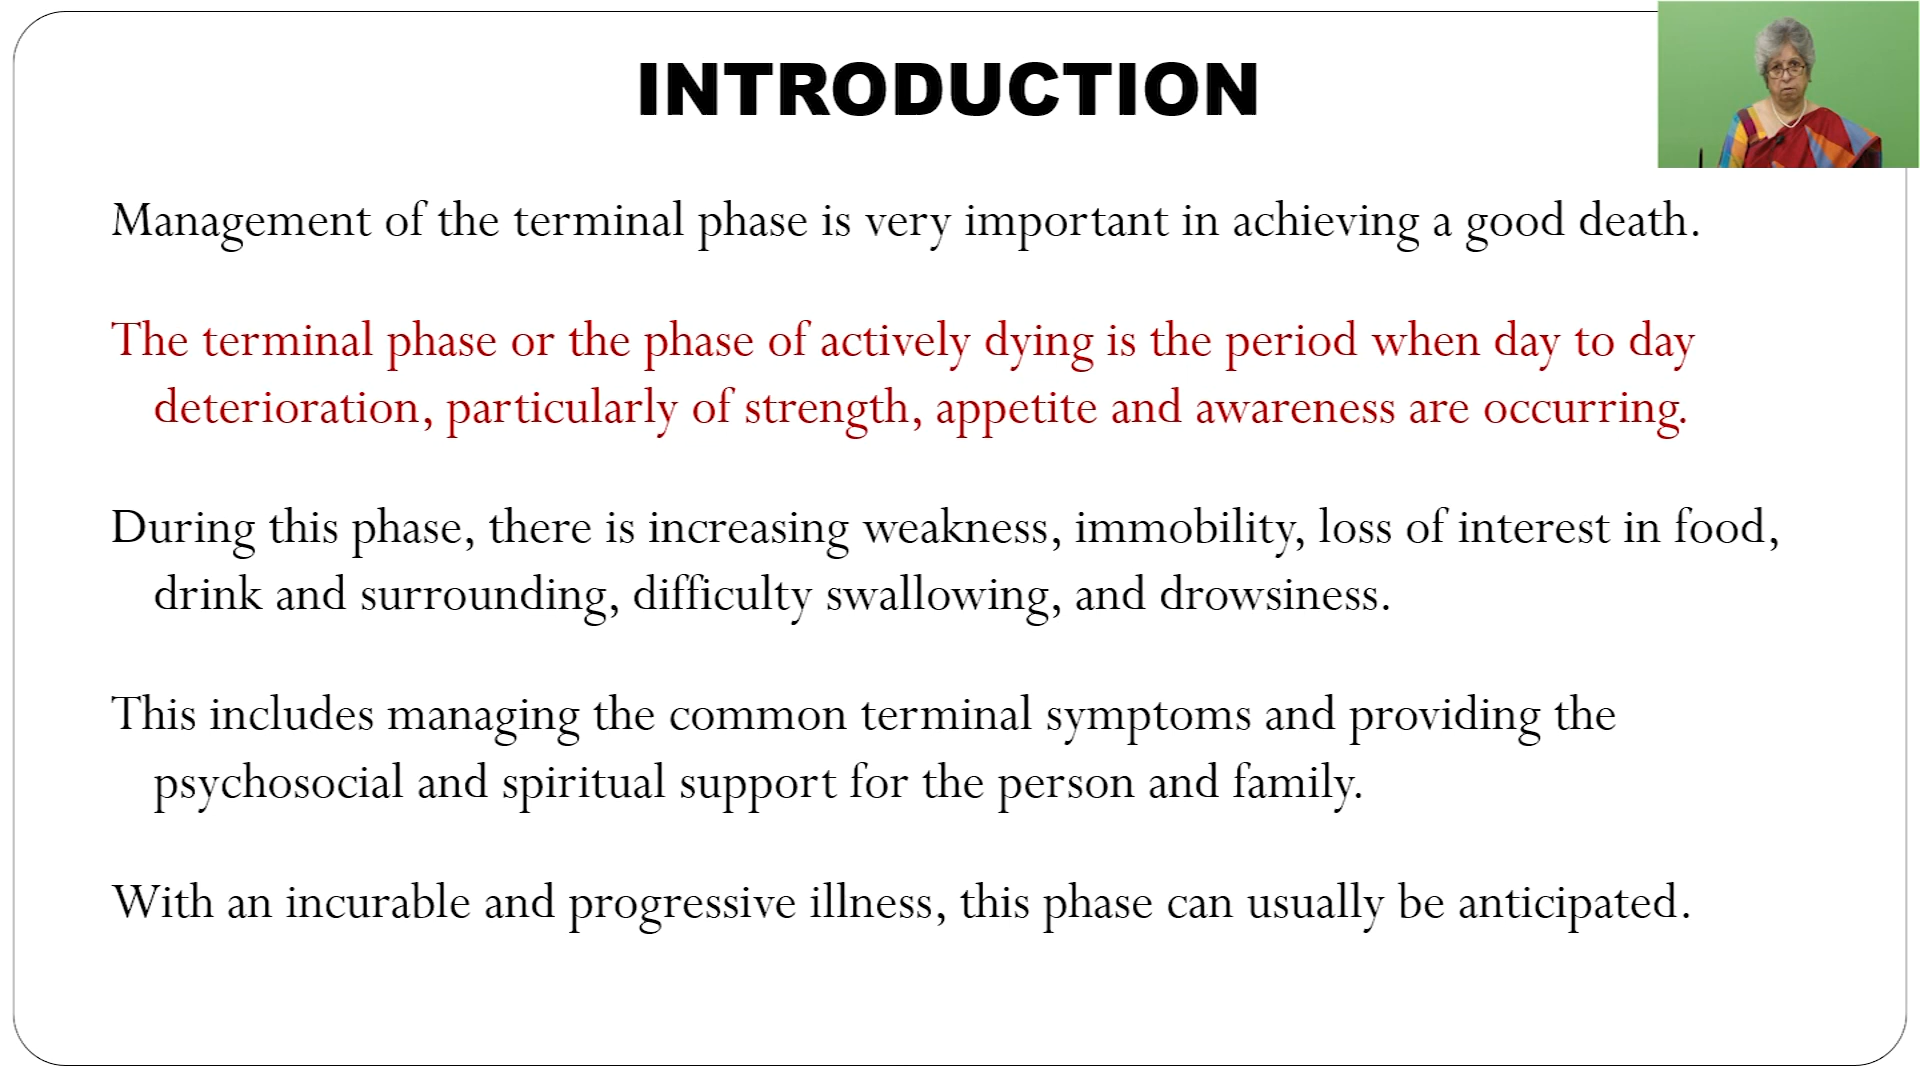 INTRODUCTION
Management of the terminal phase is very important in achieving a good death.
The terminal phase or the phase of actively dying is the period when day to day
deterioration, particularly of strength, appetite and awareness are occurring.
During this phase, there is increasing weakness, immobility, loss of interest in food,
drink and surrounding, difficulty swallowing, and drowsiness.
This includes managing the common terminal symptoms and providing the
psychosocial and spiritual support for the person and family.
With an incurable and progressive illness, this phase can usually be anticipated.